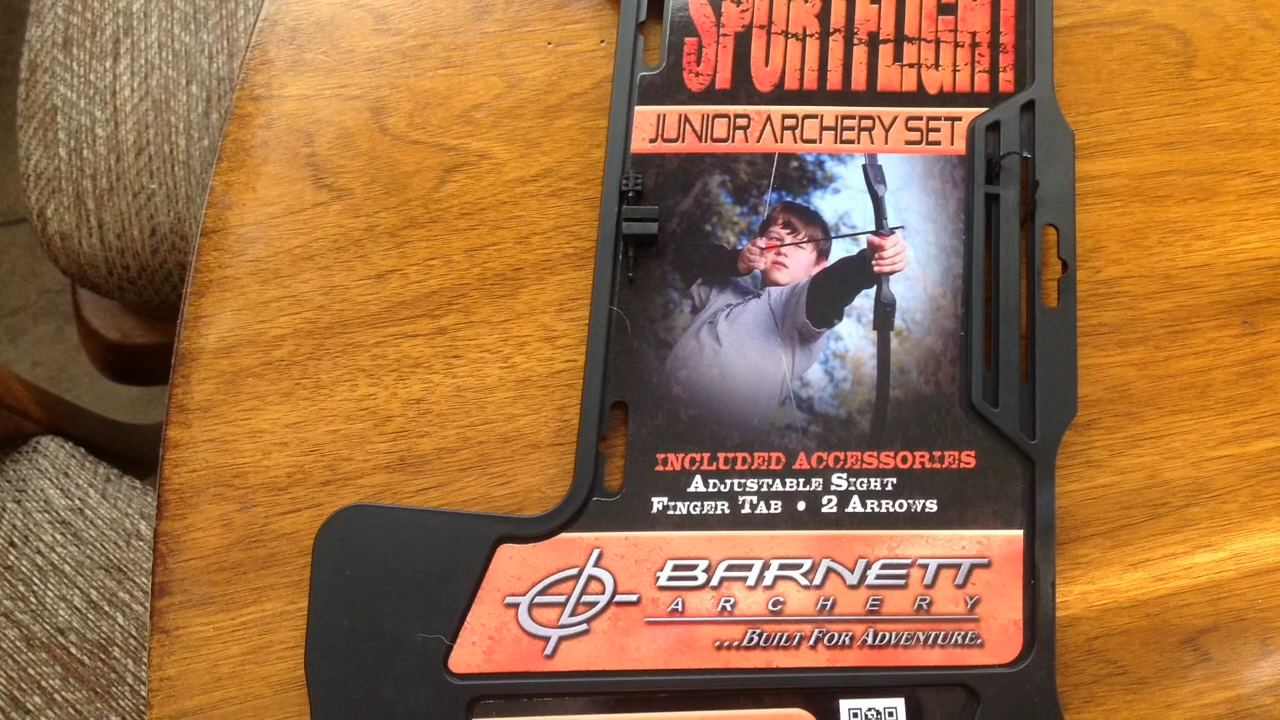 SPORTFLIGHT
JUNIOR ARCHERY SET
INCLUDED ACCESSORIES
ADJUSTABLE SIGHT
FINGER TAB • 2 ARROWS
BARNETT
ARCHERY
...BUILT FOR ADVENTURE.